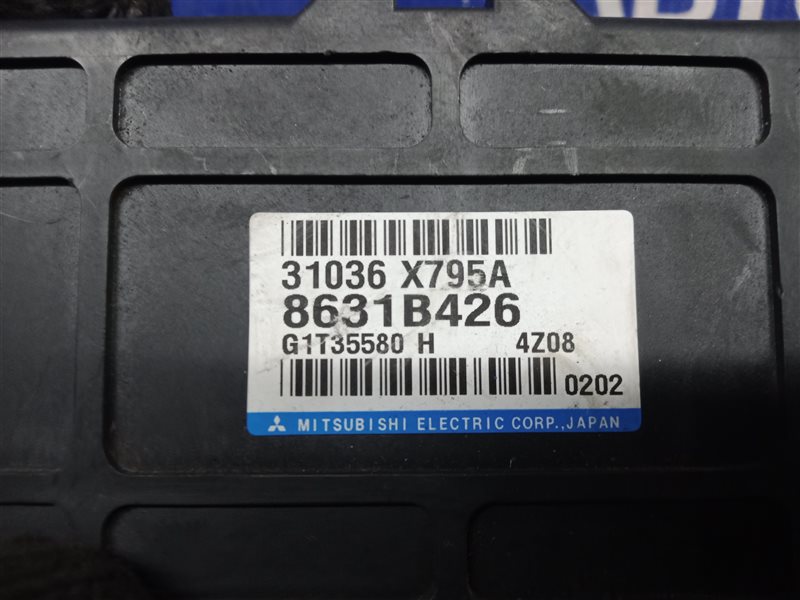 31036 X795A
8631B426
G1T35580 H 4Z08
0202
MITSUBISHI ELECTRIC CORP., JAPAN